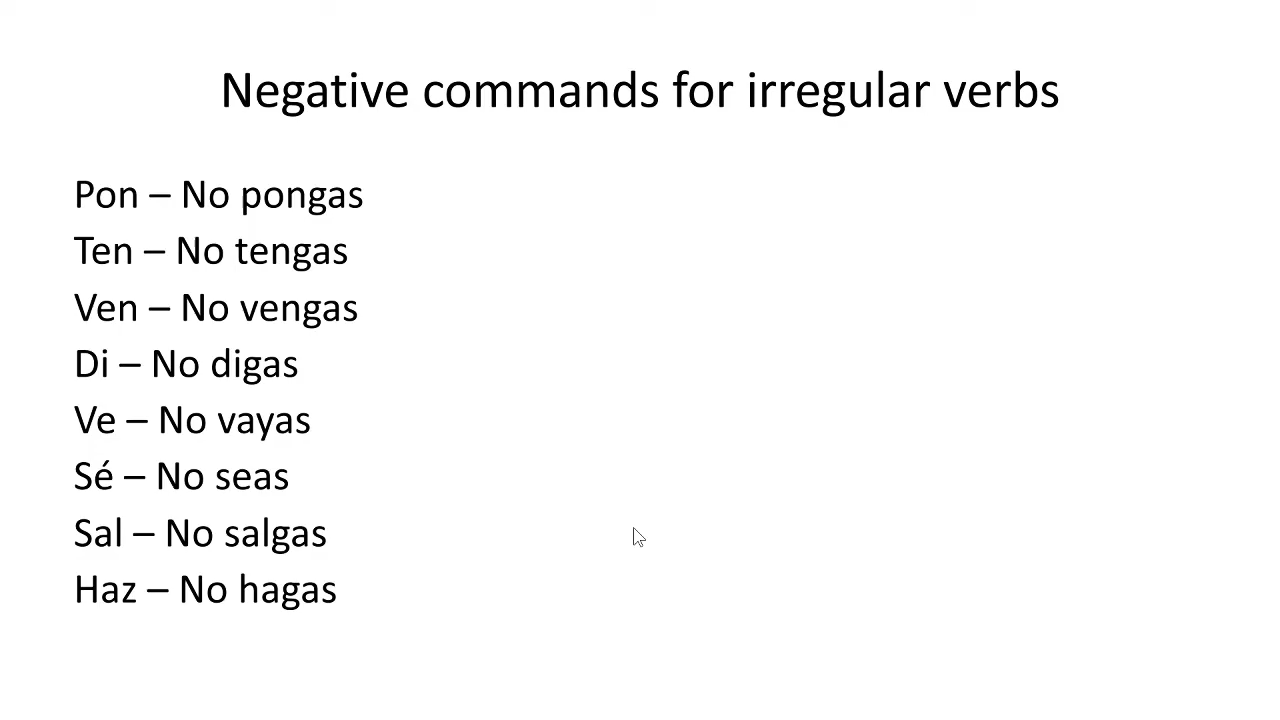 Negative commands for irregular verbs
Pon – No pongas
Ten – No tengas
Ven – No vengas
Di – No digas
Ve – No vayas
Sé – No seas
Sal – No salgas
Haz – No hagas